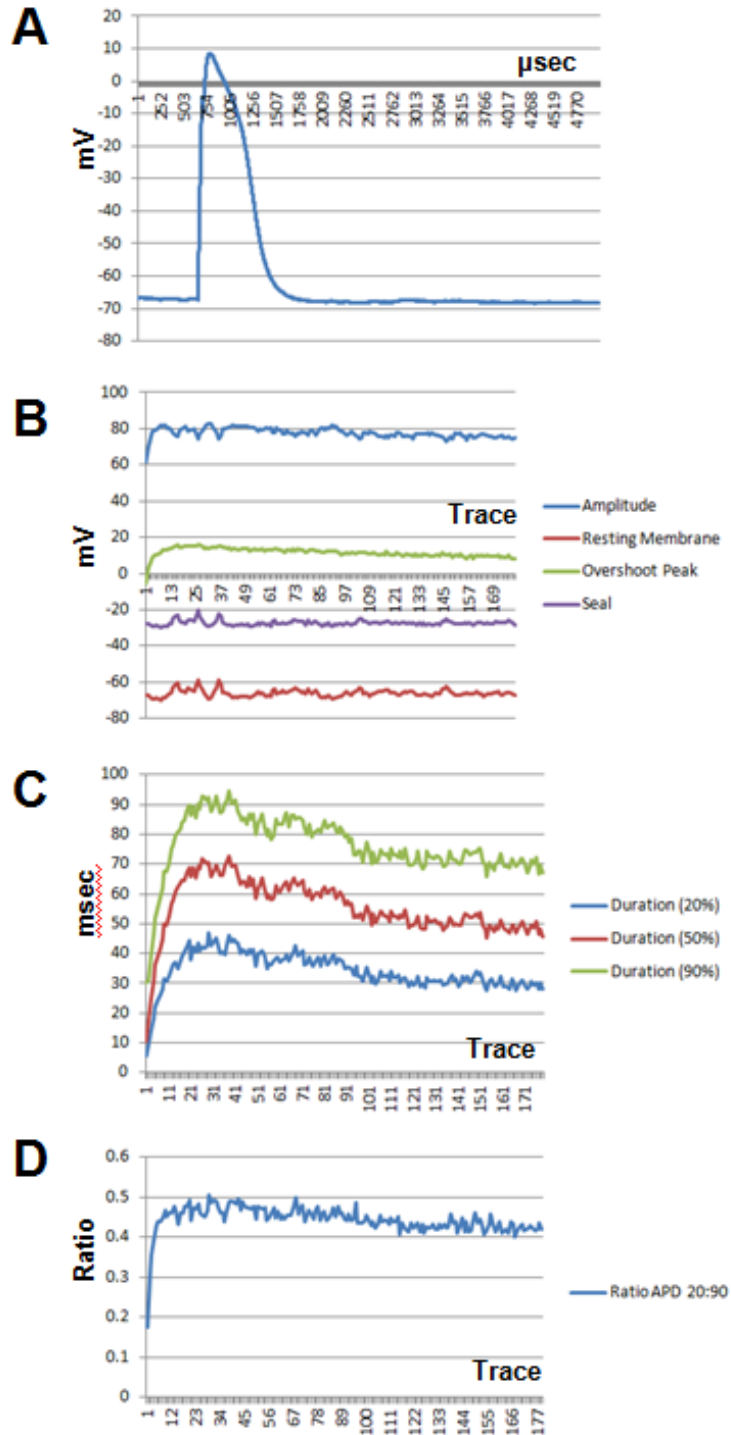 A
20
10
0
-10
-20
-30
-40
-50
-60
-70
-80
mV
µsec
1 252 503 754 1005 1256 1507 1758 2009 2260 2511 2762 3013 3264 3515 3766 4017 4268 4519 4770
B
100
80
60
40
20
0
-20
-40
-60
-80
mV
Trace
1 13 25 37 49 61 73 85 97 109 121 133 145 157 169
Amplitude
Resting Membrane
Overshoot Peak
Seal
C
100
90
80
70
60
50
40
30
20
10
0
msec
Trace
1 11 21 31 41 51 61 71 81 91 101 111 121 131 141 151 161 171
Duration (20%)
Duration (50%)
Duration (90%)
D
0.6
0.5
0.4
0.3
0.2
0.1
0
Ratio
Trace
1 12 23 34 45 56 67 78 89 100 111 122 133 144 155 166 177
Ratio APD 20:90